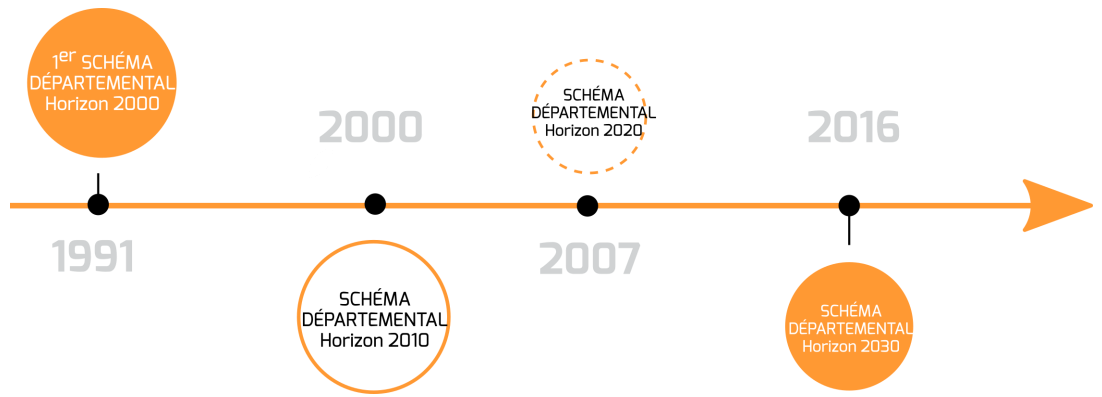 1er SCHÉMA
DÉPARTEMENTAL
Horizon 2000
1991
2000
SCHÉMA
DÉPARTEMENTAL
Horizon 2010
SCHÉMA
DÉPARTEMENTAL
Horizon 2020
2007
2016
SCHÉMA
DÉPARTEMENTAL
Horizon 2030